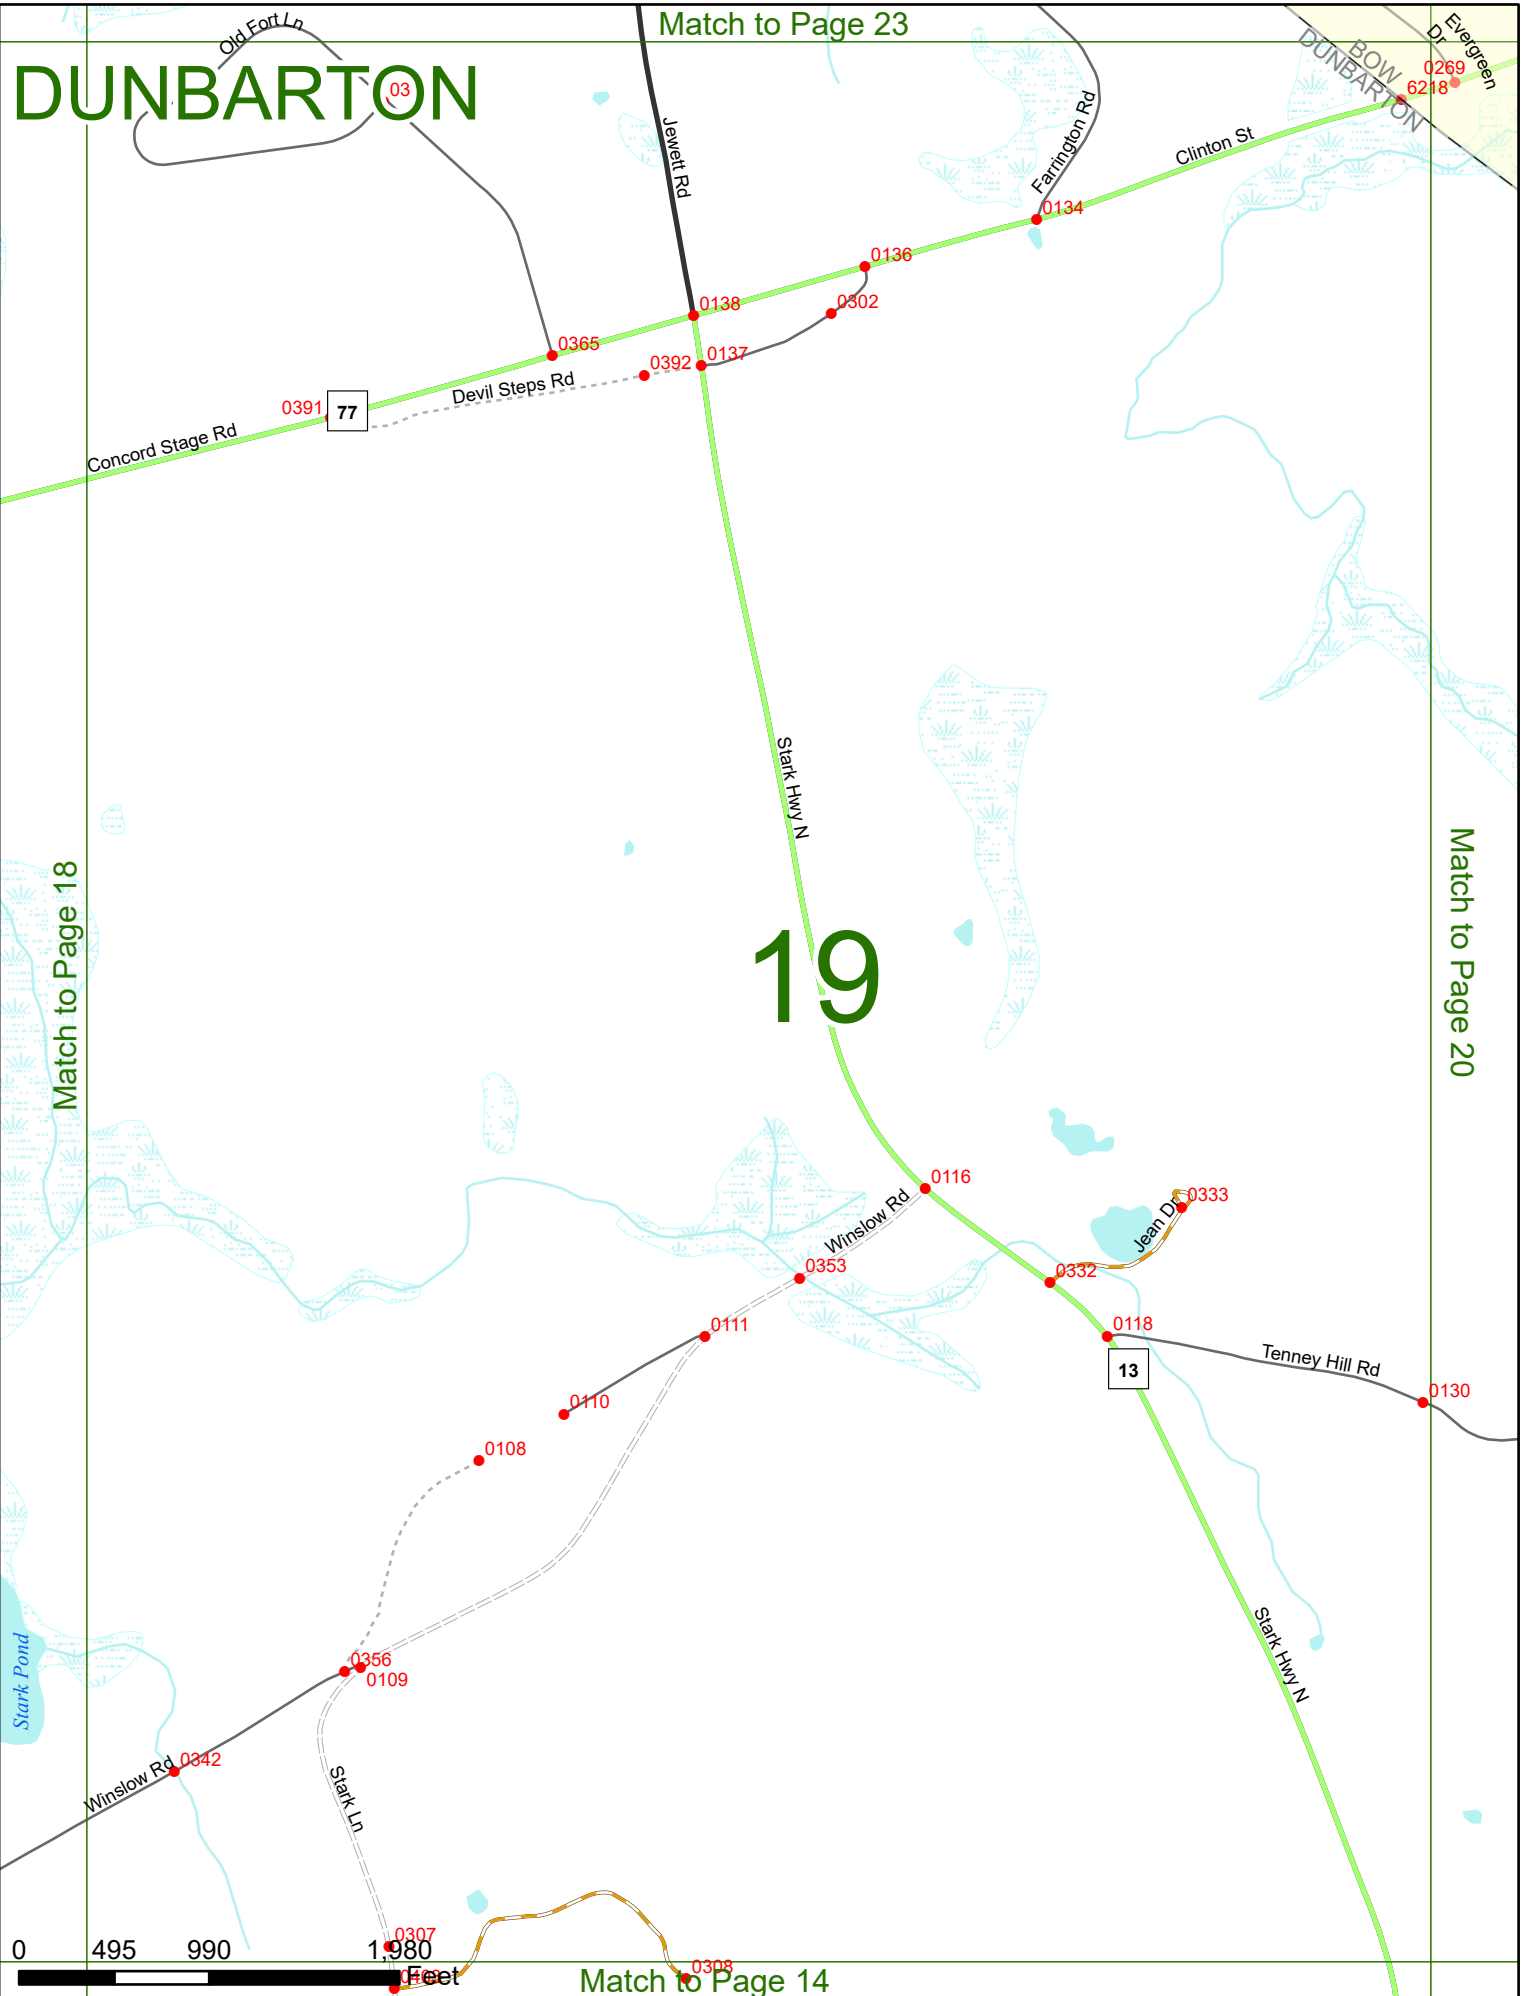 Match to Page 23
Old Fort Ln
Evergreen
Dr
BOW
DUNBARTON
0269
6218
DUNBARTON
03
Jewett Rd
Farrington Rd
Clinton St
0134
0136
0138
0302
0365
0137
0392
Devil Steps Rd
0391
77
Concord Stage Rd
Stark Hwy N
Match to Page 18
Match to Page 20
19
0116
0333
Winslow Rd
Jean Dr
0353
0332
0111
0118
13
Tenney Hill Rd
0130
0110
0108
Stark Hwy N
Stark Pond
0356
0109
0342
Winslow Rd
Stark Ln
0307
0 495 990 1,980
Feet
0308
Match to Page 14